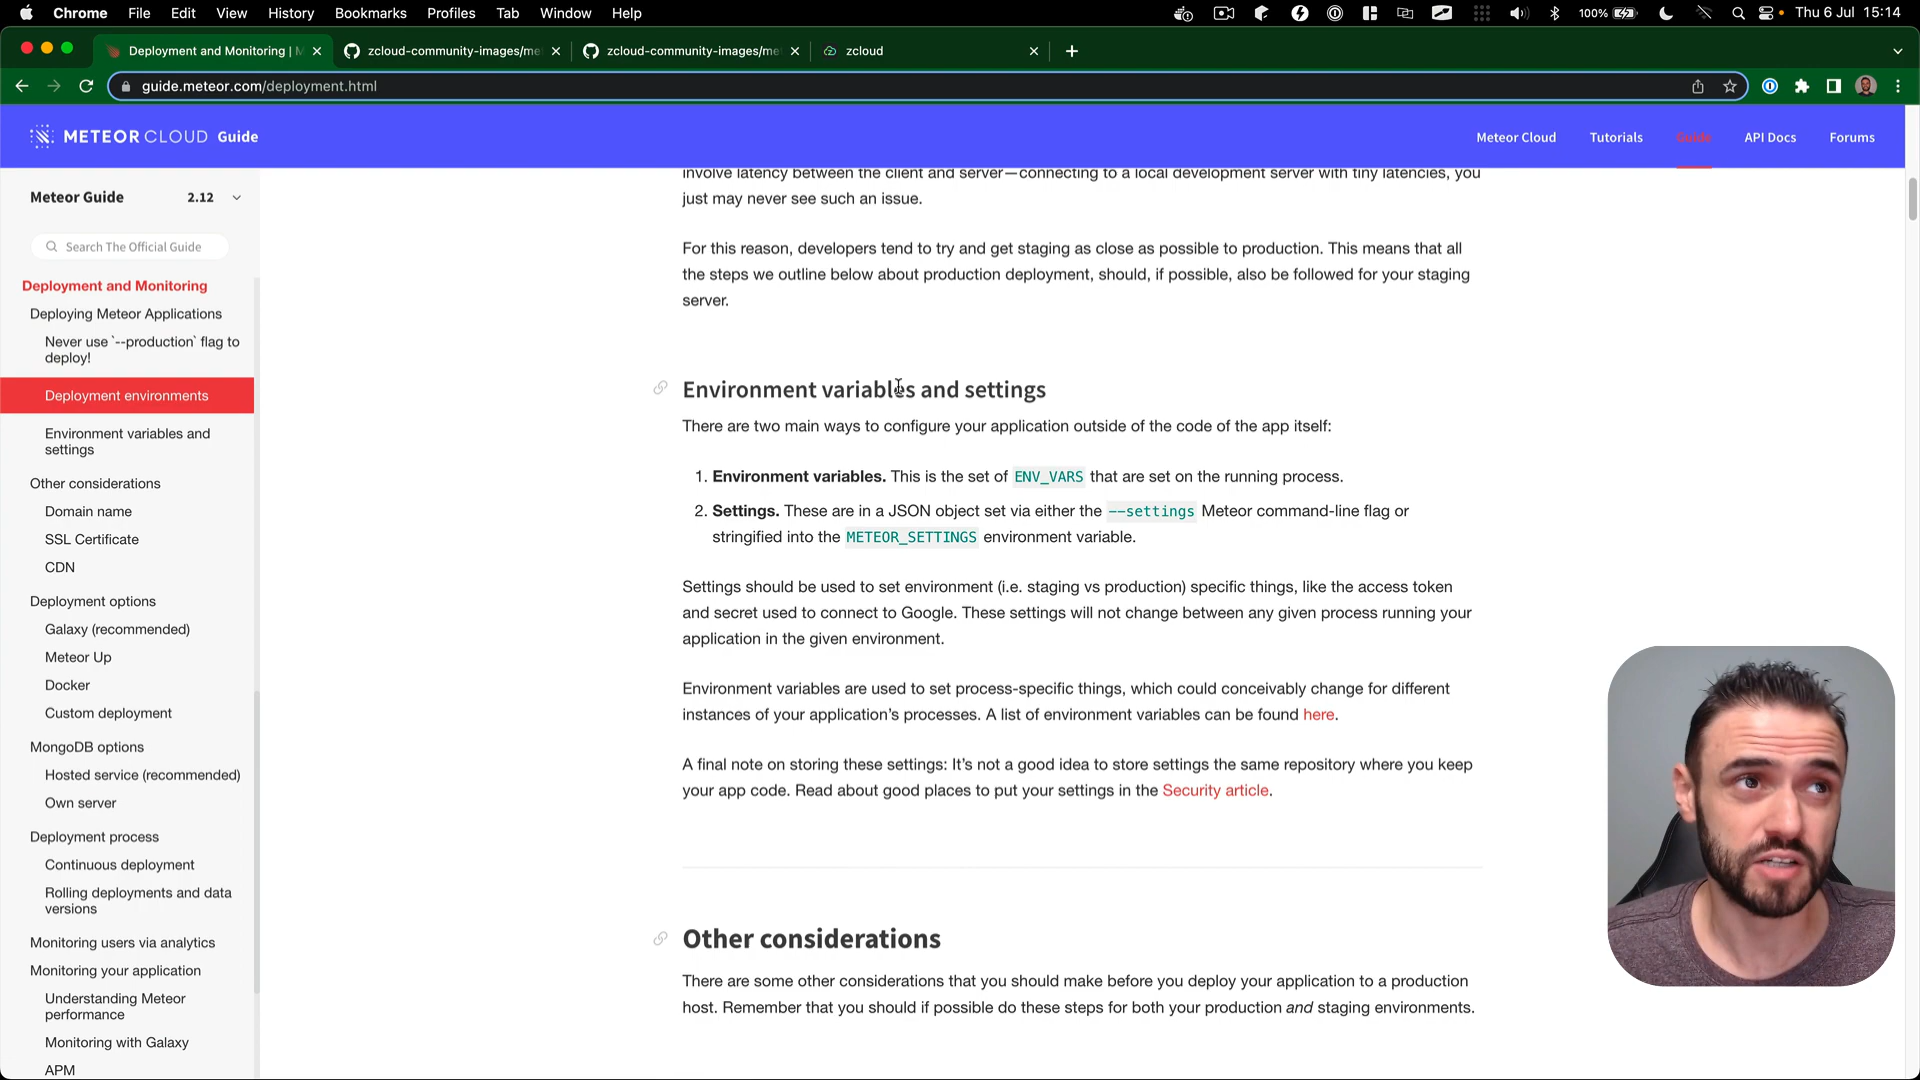 Chrome File Edit View History Bookmarks Profiles Tab Window Help 100% Thu 6 Jul 15:14
Deployment and Monitoring | zcloud-community-images/me zcloud-community-images/me zcloud
guide.meteor.com/deployment.html
METEOR CLOUD Guide
Meteor Cloud Tutorials Guide API Docs Forums
Meteor Guide 2.12
Search The Official Guide
Deployment and Monitoring
Deploying Meteor Applications
Never use `--production` flag to
deploy!
Deployment environments
Environment variables and
settings
Other considerations
Domain name
SSL Certificate
CDN
Deployment options
Galaxy (recommended)
Meteor Up
Docker
Custom deployment
MongoDB options
Hosted service (recommended)
Own server
Deployment process
Continuous deployment
Rolling deployments and data
versions
Monitoring users via analytics
Monitoring your application
Understanding Meteor
performance
Monitoring with Galaxy
APM
involve latency between the client and server—connecting to a local development server with tiny latencies, you
just may never see such an issue.
For this reason, developers tend to try and get staging as close as possible to production. This means that all
the steps we outline below about production deployment, should, if possible, also be followed for your staging
server.
Environment variables and settings
There are two main ways to configure your application outside of the code of the app itself:
1. Environment variables. This is the set of ENV_VARS that are set on the running process.
2. Settings. These are in a JSON object set via either the --settings Meteor command-line flag or
stringified into the METEOR_SETTINGS environment variable.
Settings should be used to set environment (i.e. staging vs production) specific things, like the access token
and secret used to connect to Google. These settings will not change between any given process running your
application in the given environment.
Environment variables are used to set process-specific things, which could conceivably change for different
instances of your application's processes. A list of environment variables can be found here.
A final note on storing these settings: It's not a good idea to store settings the same repository where you keep
your app code. Read about good places to put your settings in the Security article.
Other considerations
There are some other considerations that you should make before you deploy your application to a production
host. Remember that you should if possible do these steps for both your production and staging environments.